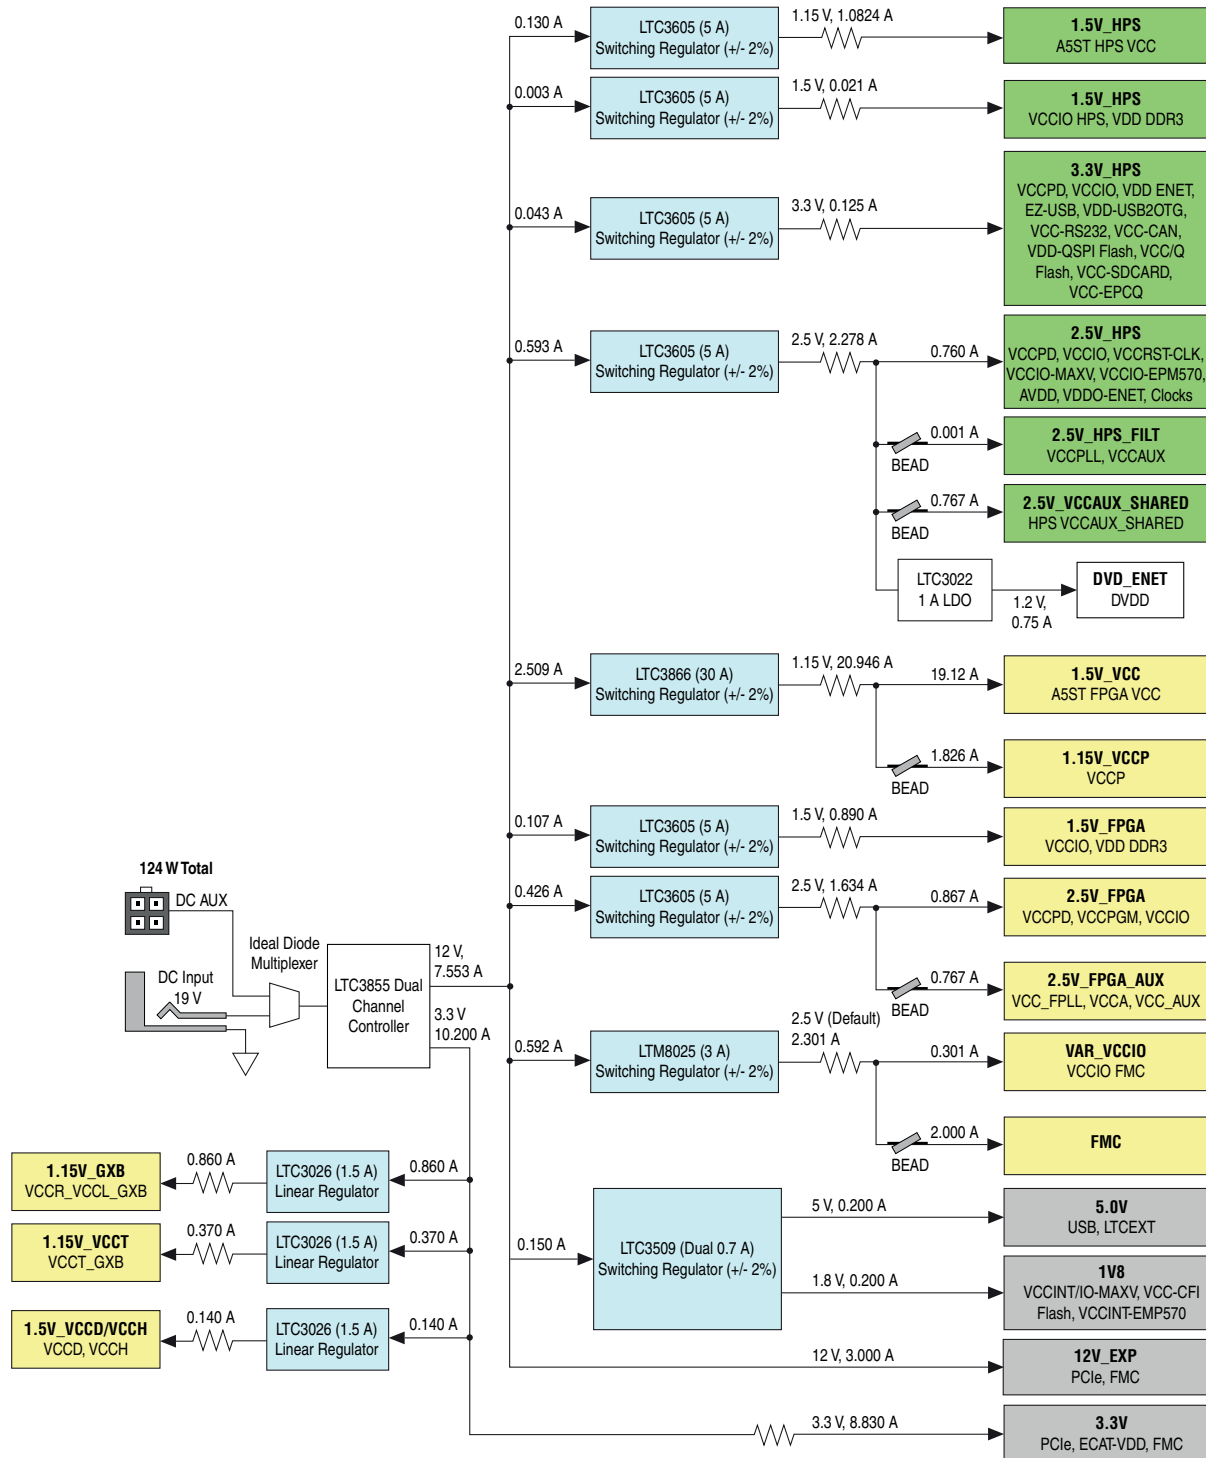 0.130 A
LTC3605 (5 A)
Switching Regulator (+/- 2%)
1.15 V, 1.0824 A
1.5V_HPS
A5ST HPS VCC
0.003 A
LTC3605 (5 A)
Switching Regulator (+/- 2%)
1.5 V, 0.021 A
1.5V_HPS
VCCIO HPS, VDD DDR3
0.043 A
LTC3605 (5 A)
Switching Regulator (+/- 2%)
3.3 V, 0.125 A
3.3V_HPS
VCCPD, VCCIO, VDD ENET,
EZ-USB, VDD-USB2OTG,
VCC-RS232, VCC-CAN,
VDD-QSPI Flash, VCC/Q
Flash, VCC-SDCARD,
VCC-EPCQ
0.593 A
LTC3605 (5 A)
Switching Regulator (+/- 2%)
2.5 V, 2.278 A
0.760 A
2.5V_HPS
VCCPD, VCCIO, VCCRST-CLK,
VCCIO-MAXV, VCCIO-EPM570,
AVDD, VDDO-ENET, Clocks
0.001 A
BEAD
2.5V_HPS_FILT
VCCPLL, VCCAUX
0.767 A
BEAD
2.5V_VCCAUX_SHARED
HPS VCCAUX_SHARED
LTC3022
1 A LDO
1.2 V,
0.75 A
DVD_ENET
DVDD
2.509 A
LTC3866 (30 A)
Switching Regulator (+/- 2%)
1.15 V, 20.946 A
19.12 A
1.5V_VCC
A5ST FPGA VCC
1.826 A
BEAD
1.15V_VCCP
VCCP
0.107 A
LTC3605 (5 A)
Switching Regulator (+/- 2%)
1.5 V, 0.890 A
1.5V_FPGA
VCCIO, VDD DDR3
0.426 A
LTC3605 (5 A)
Switching Regulator (+/- 2%)
2.5 V, 1.634 A
0.867 A
2.5V_FPGA
VCCPD, VCCPGM, VCCIO
0.767 A
BEAD
2.5V_FPGA_AUX
VCC_FPLL, VCCA, VCC_AUX
124 W Total
DC AUX
DC Input
19 V
Ideal Diode
Multiplexer
LTC3855 Dual
Channel
Controller
12 V,
7.553 A
3.3 V
10.200 A
0.592 A
LTM8025 (3 A)
Switching Regulator (+/- 2%)
2.5 V (Default)
2.301 A
0.301 A
VAR_VCCIO
VCCIO FMC
2.000 A
BEAD
FMC
1.15V_GXB
VCCR_VCCL_GXB
0.860 A
LTC3026 (1.5 A)
Linear Regulator
0.860 A
1.15V_VCCT
VCCT_GXB
0.370 A
LTC3026 (1.5 A)
Linear Regulator
0.370 A
1.5V_VCCD/VCCH
VCCD, VCCH
0.140 A
LTC3026 (1.5 A)
Linear Regulator
0.140 A
0.150 A
LTC3509 (Dual 0.7 A)
Switching Regulator (+/- 2%)
5 V, 0.200 A
5.0V
USB, LTCEXT
1.8 V, 0.200 A
1V8
VCCINT/IO-MAXV, VCC-CFI
Flash, VCCINT-EMP570
12 V, 3.000 A
12V_EXP
PCIe, FMC
3.3 V, 8.830 A
3.3V
PCIe, ECAT-VDD, FMC